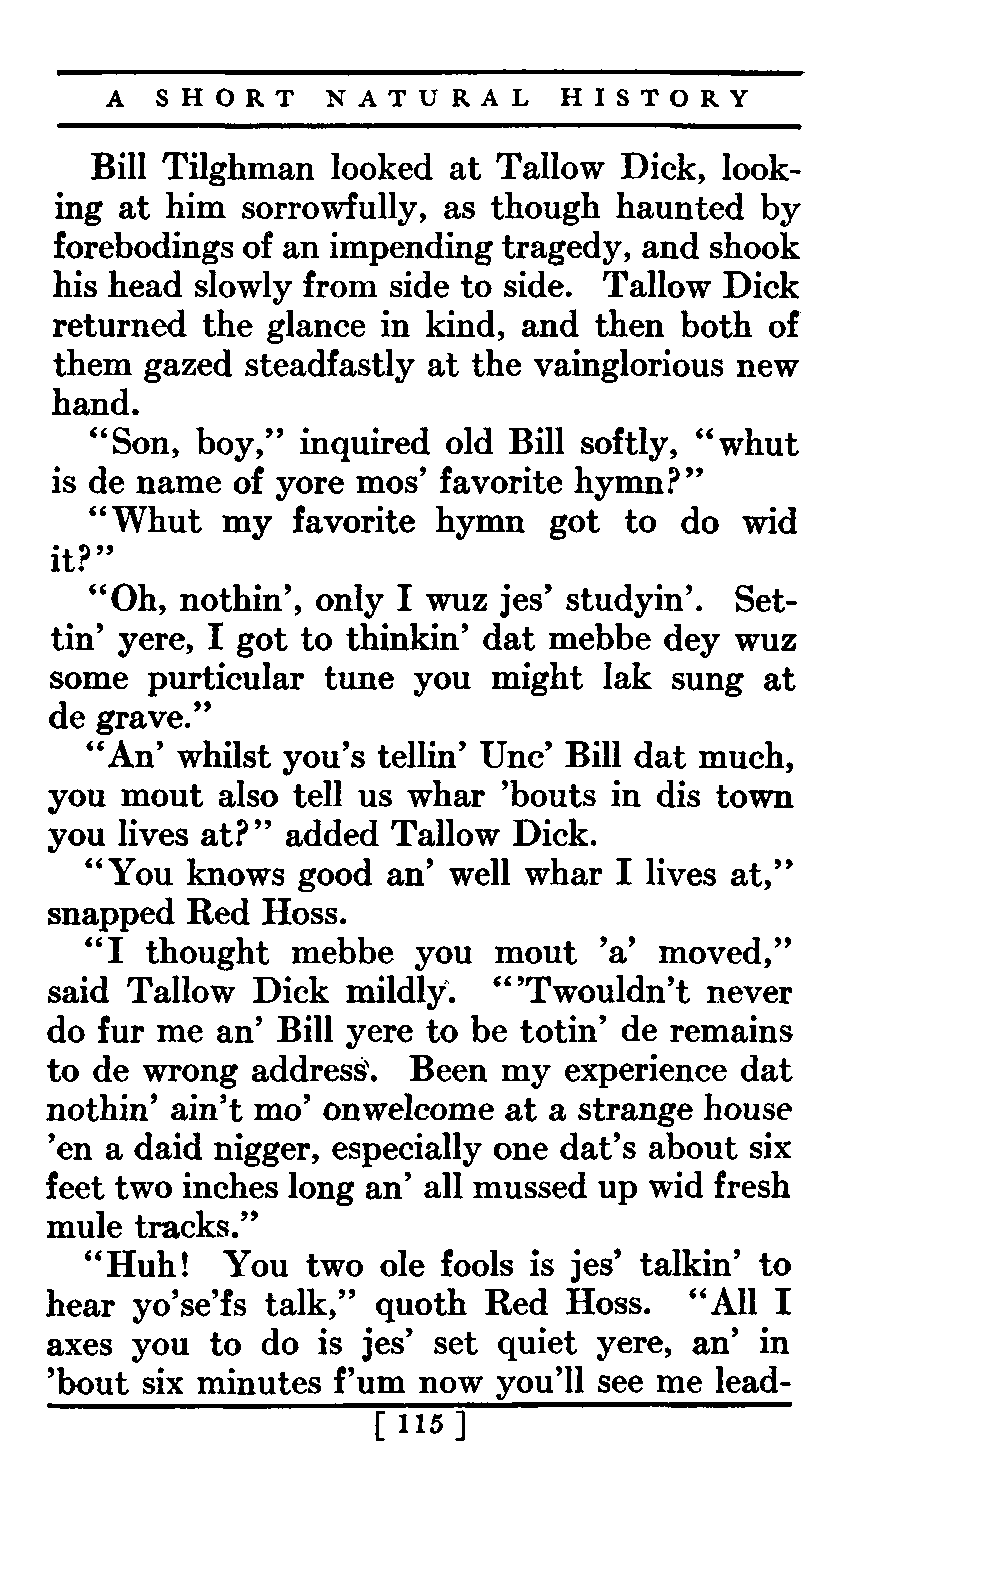 A SHORT NATURAL HISTORY
Bill Tilghman looked at Tallow Dick, look-
ing at him sorrowfully, as though haunted by
forebodings of an impending tragedy, and shook
his head slowly from side to side. Tallow Dick
returned the glance in kind, and then both of
them gazed steadfastly at the vainglorious new
hand.
“Son, boy,” inquired old Bill softly, “whut
is de name of yore mos’ favorite hymn?”
“Whut my favorite hymn got to do wid
it?”
“Oh, nothin’, only I wuz jes’ studyin’. Set-
tin’ yere, I got to thinkin’ dat mebbe dey wuz
some purticular tune you might lak sung at
de grave.”
“An’ whilst you’s tellin’ Unc’ Bill dat much,
you mout also tell us whar ’bouts in dis town
you lives at?” added Tallow Dick.
“You knows good an’ well whar I lives at,”
snapped Red Hoss.
“I thought mebbe you mout ’a’ moved,”
said Tallow Dick mildly. “’Twouldn’t never
do fur me an’ Bill yere to be totin’ de remains
to de wrong address. Been my experience dat
nothin’ ain’t mo’ onwelcome at a strange house
’en a daid nigger, especially one dat’s about six
feet two inches long an’ all mussed up wid fresh
mule tracks.”
“Huh! You two ole fools is jes’ talkin’ to
hear yo’se’fs talk,” quoth Red Hoss. “All I
axes you to do is jes’ set quiet yere, an’ in
’bout six minutes f’um now you’ll see me lead-
[ 115 ]